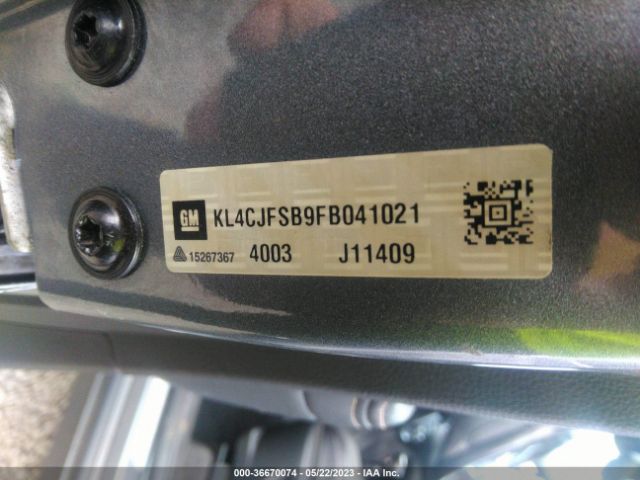 GM KL4CJFSB9FB041021
15267367 4003 J11409
000-36670074 - 05/22/2023 - IAA Inc.